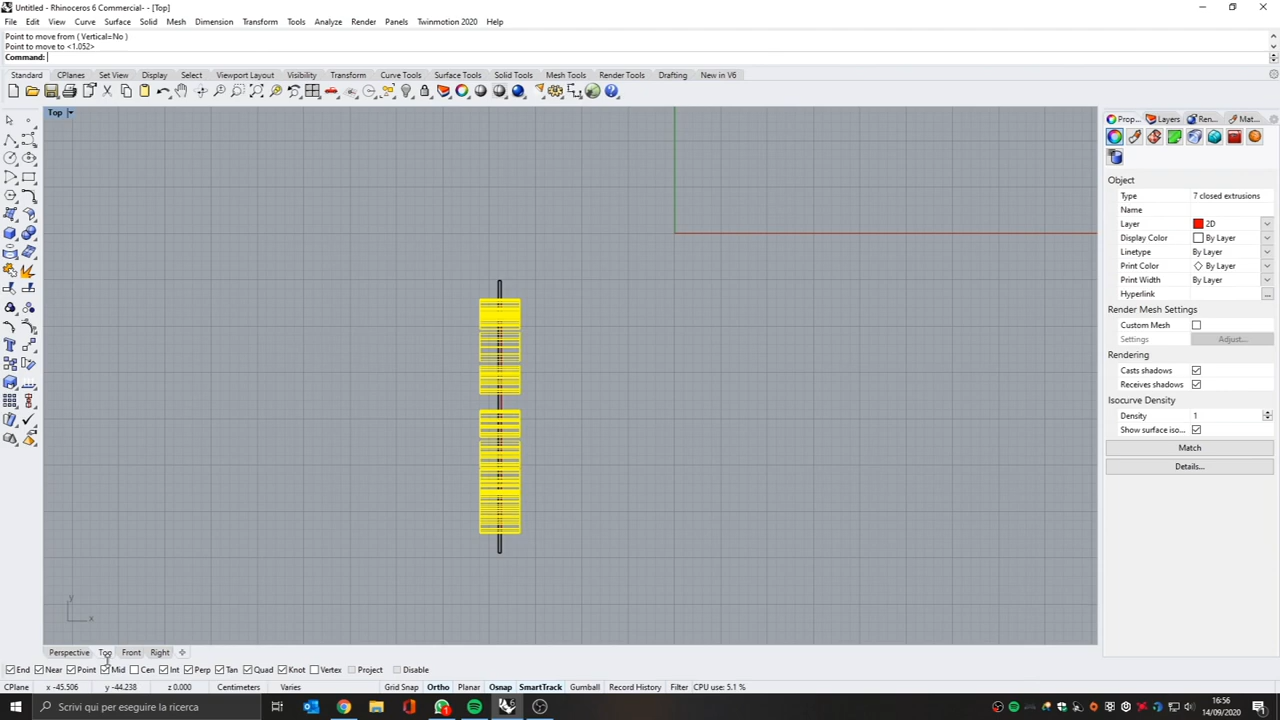 Untitled - Rhinoceros 6 Commercial- - [Top]
File Edit View Curve Surface Solid Mesh Dimension Transform Tools Analyze Render Panels Twinmotion 2020 Help
Point to move from ( Vertical=No )
Point to move to <1.052>
Command:
Standard CPlanes Set View Display Select Viewport Layout Visibility Transform Curve Tools Surface Tools Solid Tools Mesh Tools Render Tools Drafting New in V6
Top
Prop... Layers Ren... Mat...
Object
Type 7 closed extrusions
Name
Layer 2D
Display Color By Layer
Linetype By Layer
Print Color By Layer
Print Width By Layer
Hyperlink ...
Render Mesh Settings
Custom Mesh
Settings Adjust...
Rendering
Casts shadows
Receives shadows
Isocurve Density
Density 1
Show surface iso...
Match
Details...
y
x
Perspective Top Front Right
End Near Point Mid Cen Int Perp Tan Quad Knot Vertex Project Disable
CPlane x -45.506 y -44.238 z 0.000 Centimeters Varies Grid Snap Ortho Planar Osnap SmartTrack Gumball Record History Filter CPU use: 5.1 %
Scrivi qui per eseguire la ricerca
16:56
14/09/2020